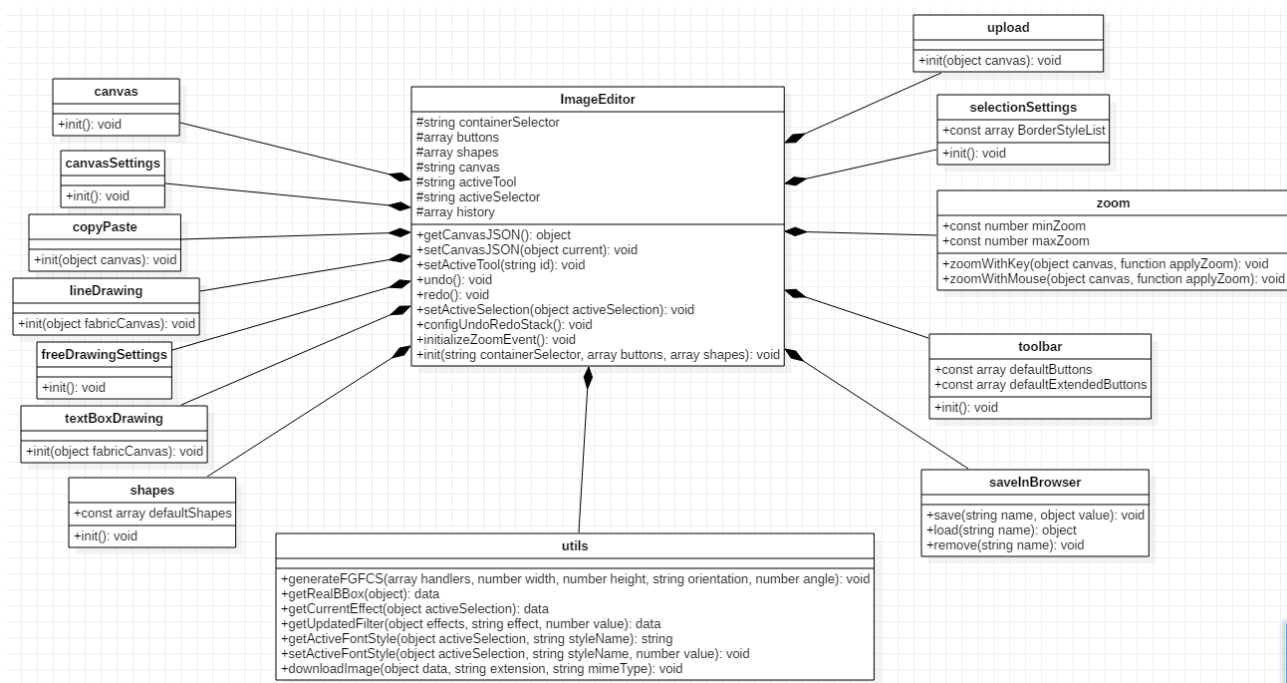 upload
+init(object canvas): void
canvas
+init(): void
ImageEditor
#string containerSelector
#array buttons
#array shapes
#string canvas
#string activeTool
#string activeSelector
#array history
+getCanvasJSON(): object
+setCanvasJSON(object current): void
+setActiveTool(string id): void
+undo(): void
+redo(): void
+setActiveSelection(object activeSelection): void
+configUndoRedoStack(): void
+initializeZoomEvent(): void
+init(string containerSelector, array buttons, array shapes): void
selectionSettings
+const array BorderStyleList
+init(): void
canvasSettings
+init(): void
copyPaste
+init(object canvas): void
zoom
+const number minZoom
+const number maxZoom
+zoomWithKey(object canvas, function applyZoom): void
+zoomWithMouse(object canvas, function applyZoom): void
lineDrawing
+init(object fabricCanvas): void
freeDrawingSettings
+init(): void
toolbar
+const array defaultButtons
+const array defaultExtendedButtons
+init(): void
textBoxDrawing
+init(object fabricCanvas): void
shapes
+const array defaultShapes
+init(): void
saveInBrowser
+save(string name, object value): void
+load(string name): object
+remove(string name): void
utils
+generateFGFCS(array handlers, number width, number height, string orientation, number angle): void
+getRealBBox(object): data
+getCurrentEffect(object activeSelection): data
+getUpdatedFilter(object effects, string effect, number value): data
+getActiveFontStyle(object activeSelection, string styleName): string
+setActiveFontStyle(object activeSelection, string styleName, number value): void
+downloadImage(object data, string extension, string mimeType): void